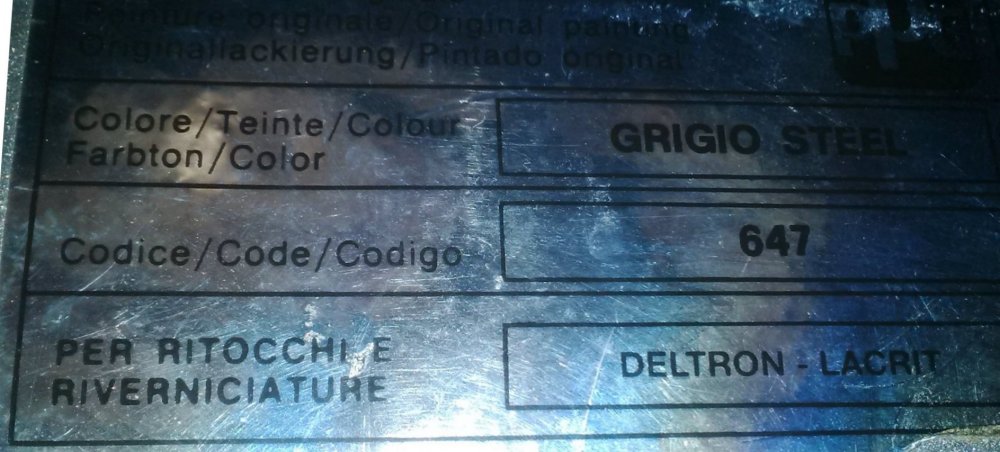 Peinture originale/Original painting
Originallackierung/Pintado original
ppg
Colore/Teinte/Colour
Farbton/Color
GRIGIO STEEL
Codice/Code/Codigo
647
PER RITOCCHI E
RIVERNICIATURE
DELTRON - LACRIT